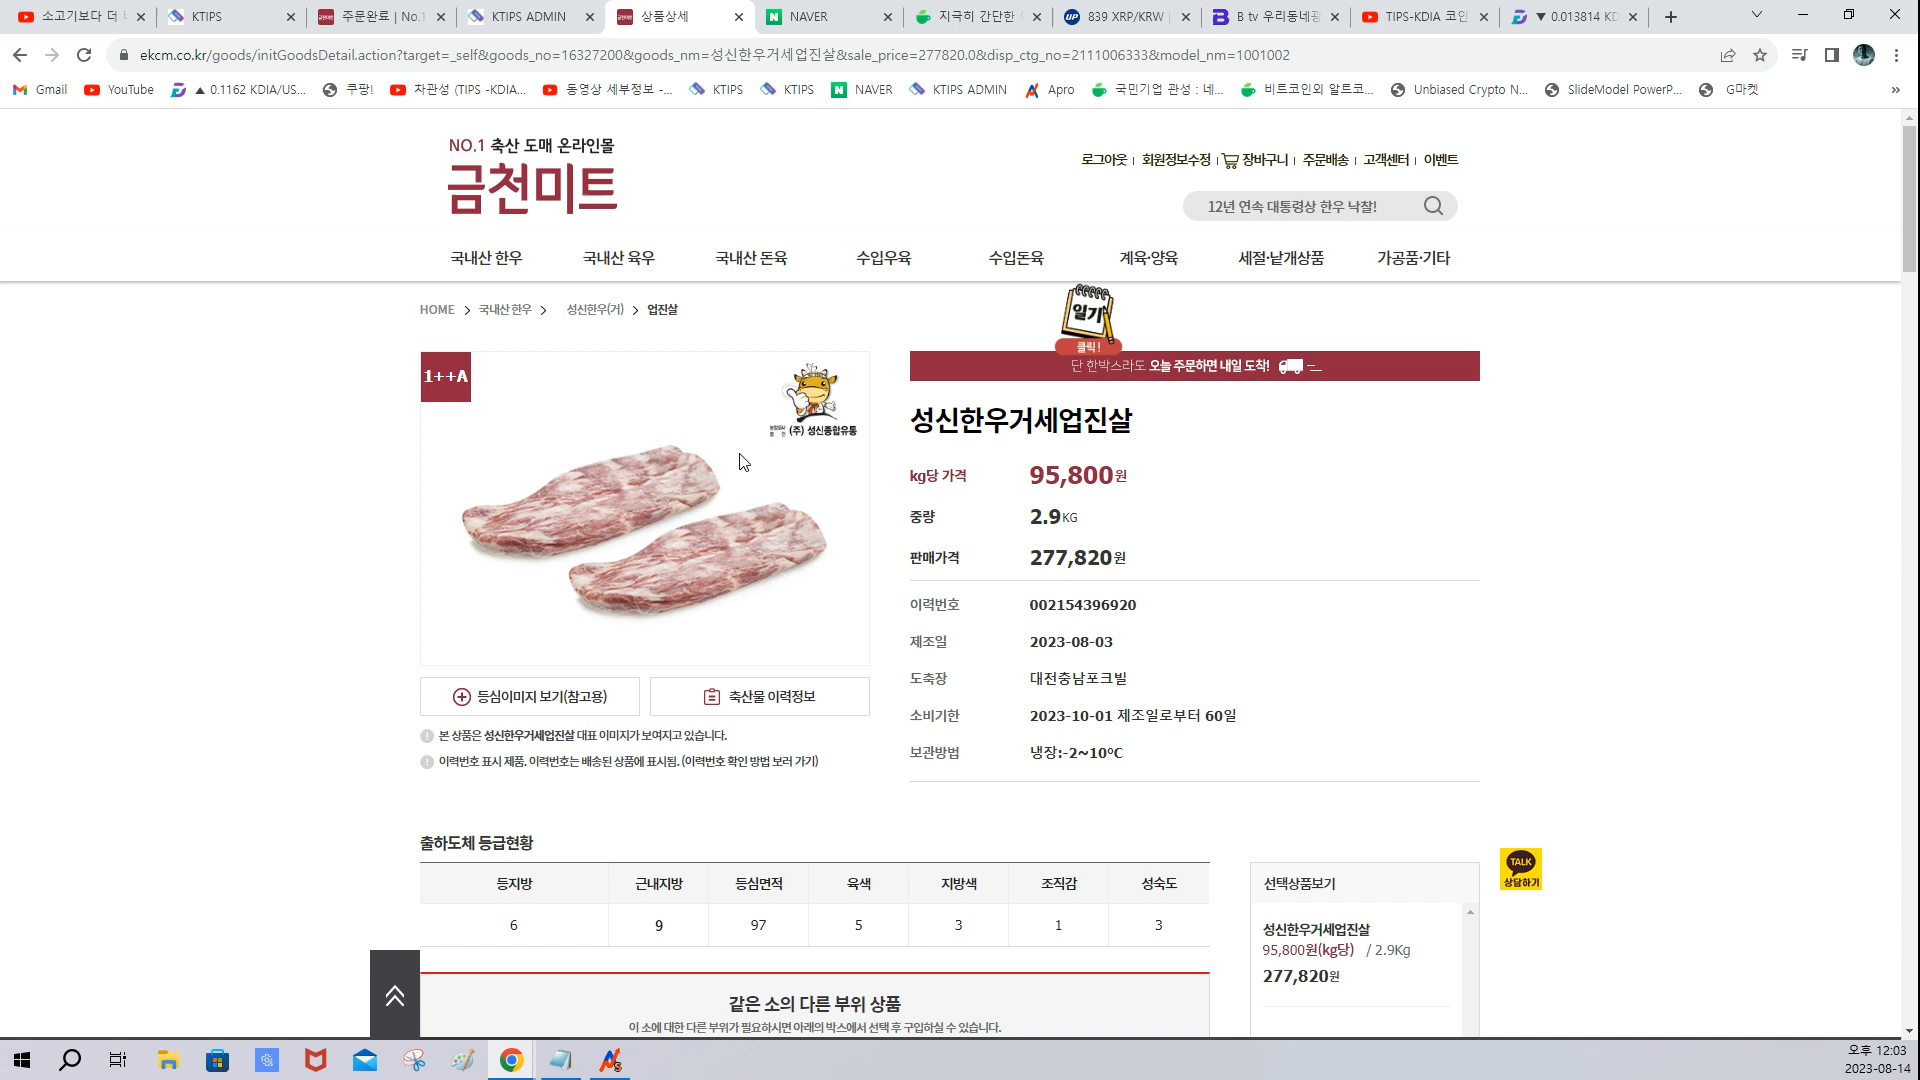 소고기보다 더
KTIPS
주문완료 | No.1
KTIPS ADMIN
상품상세
NAVER
지극히 간단한
839 XRP/KRW
B tv 우리동네광
TIPS-KDIA 코인
▼ 0.013814 KD
ekcm.co.kr/goods/initGoodsDetail.action?target=_self&goods_no=16327200&goods_nm=성신한우거세업진살&sale_price=277820.0&disp_ctg_no=2111006333&model_nm=1001002
Gmail
YouTube
▲ 0.1162 KDIA/US...
쿠팡!
차관성 (TIPS -KDIA...
동영상 세부정보 -...
KTIPS
KTIPS
NAVER
KTIPS ADMIN
Apro
국민기업 관성 : 네...
비트코인외 알트코...
Unbiased Crypto N...
SlideModel PowerP...
G마켓
»
NO.1 축산 도매 온라인몰
금천미트
로그아웃 | 회원정보수정 | 장바구니 | 주문배송 | 고객센터 | 이벤트
12년 연속 대통령상 한우 낙찰!
국내산 한우 국내산 육우 국내산 돈육 수입우육 수입돈육 계육·양육 세절·낱개상품 가공품·기타
HOME > 국내산 한우 > 성신한우(거) > 업진살
일기
클릭!
단 한박스라도 오늘 주문하면 내일 도착!
1++A
(주) 성신종합유통
성신한우거세업진살
kg당 가격 95,800원
중량 2.9KG
판매가격 277,820원
이력번호 002154396920
제조일 2023-08-03
도축장 대전충남포크빌
소비기한 2023-10-01 제조일로부터 60일
보관방법 냉장:-2~10ºC
등심이미지 보기(참고용)
축산물 이력정보
본 상품은 성신한우거세업진살 대표 이미지가 보여지고 있습니다.
이력번호 표시 제품. 이력번호는 배송된 상품에 표시됨. (이력번호 확인 방법 보러 가기)
출하도체 등급현황
등지방 근내지방 등심면적 육색 지방색 조직감 성숙도
6 9 97 5 3 1 3
같은 소의 다른 부위 상품
이 소에 대한 다른 부위가 필요하시면 아래의 박스에서 선택 후 구입하실 수 있습니다.
선택상품보기
성신한우거세업진살
95,800원(kg당) / 2.9Kg
277,820원
TALK
상담하기
오후 12:03
2023-08-14